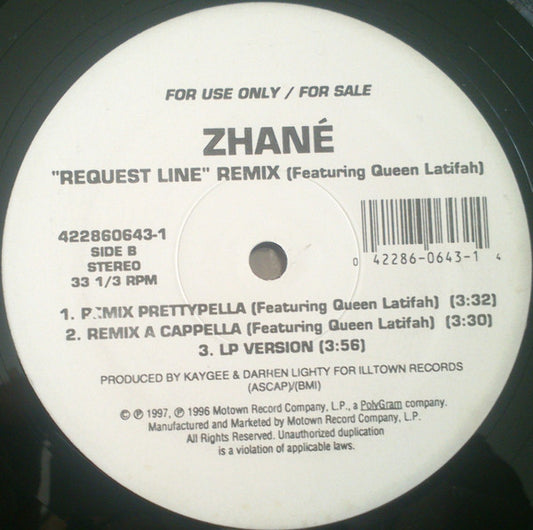 FOR USE ONLY / FOR SALE
ZHANÉ
"REQUEST LINE" REMIX (Featuring Queen Latifah)
422860643-1
SIDE B
STEREO
33 1/3 RPM
0 42286-0643-1 4
1. REMIX PRETTYPELLA (Featuring Queen Latifah) (3:32)
2. REMIX A CAPPELLA (Featuring Queen Latifah) (3:30)
3. LP VERSION (3:56)
PRODUCED BY KAYGEE & DARREN LIGHTY FOR ILLTOWN RECORDS
(ASCAP)/(BMI)
© ℗ 1997, ℗ 1996 Motown Record Company, L.P., a PolyGram company.
Manufactured and Marketed by Motown Record Company, L.P.
All Rights Reserved. Unauthorized duplication
is a violation of applicable laws.